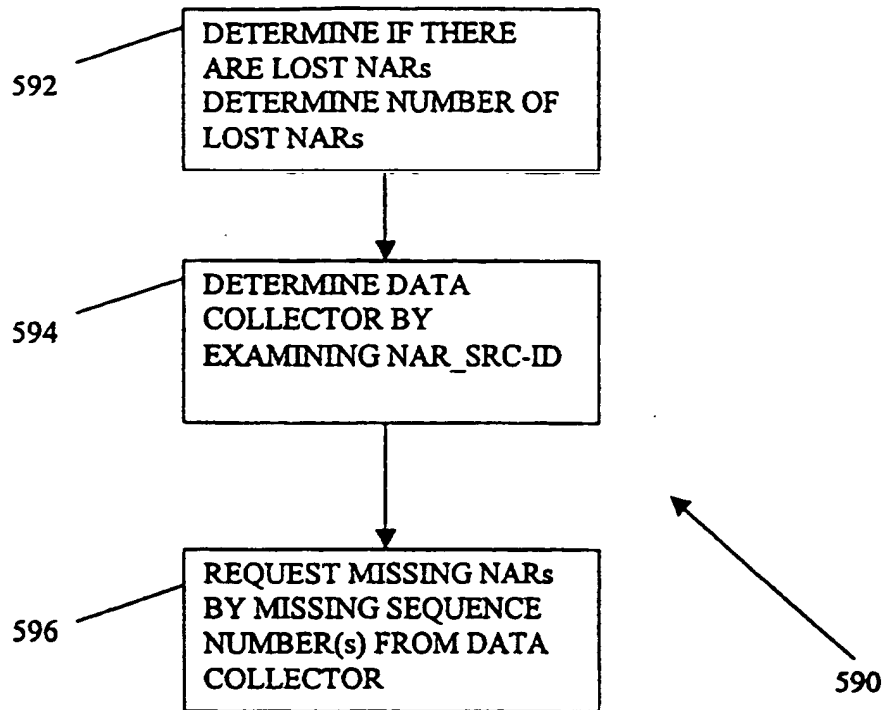 592
DETERMINE IF THERE
ARE LOST NARs
DETERMINE NUMBER OF
LOST NARs
594
DETERMINE DATA
COLLECTOR BY
EXAMINING NAR_SRC-ID
596
REQUEST MISSING NARs
BY MISSING SEQUENCE
NUMBER(s) FROM DATA
COLLECTOR
590